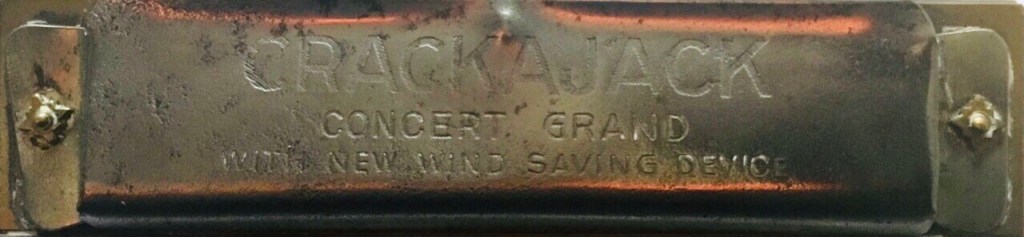 CRACKAJACK
CONCERT GRAND
WITH NEW WIND SAVING DEVICE